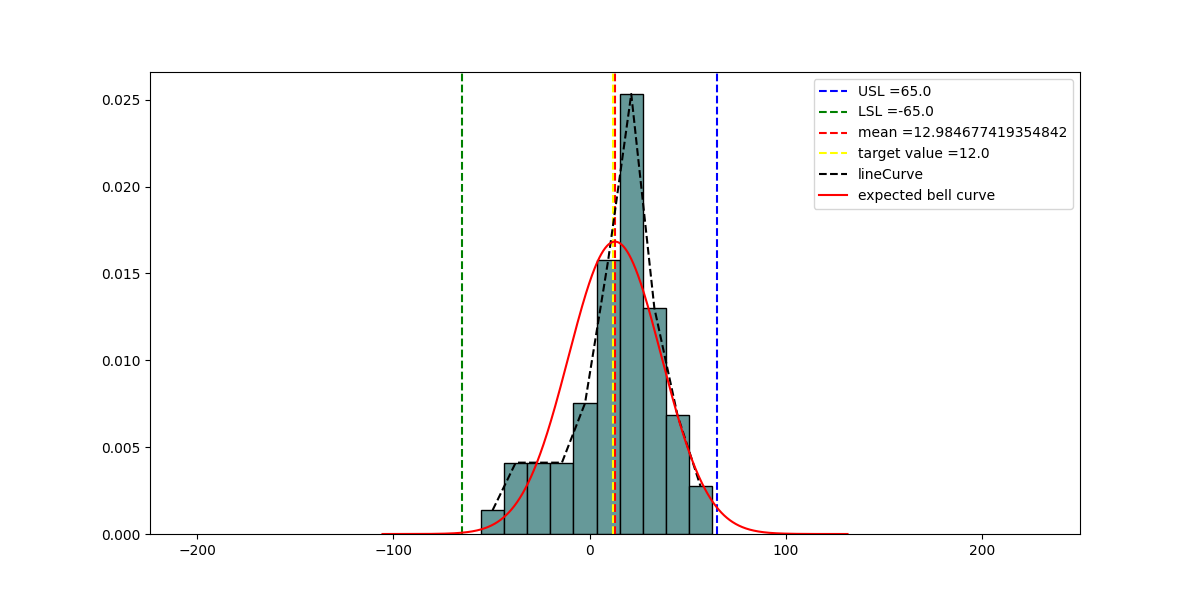 0.025
0.020
0.015
0.010
0.005
0.000
−200
−100
0
100
200
USL =65.0
LSL =-65.0
mean =12.984677419354842
target value =12.0
lineCurve
expected bell curve